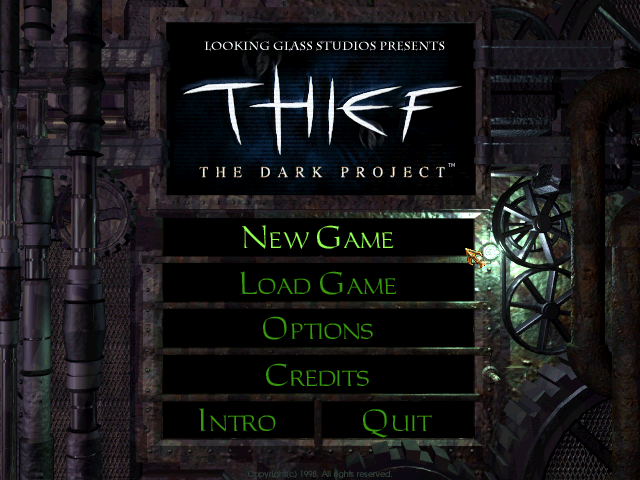 LOOKING GLASS STUDIOS PRESENTS
THIEF
THE DARK PROJECT™
NEW GAME
LOAD GAME
OPTIONS
CREDITS
INTRO
QUIT
Copyright (c) 1998. All rights reserved.